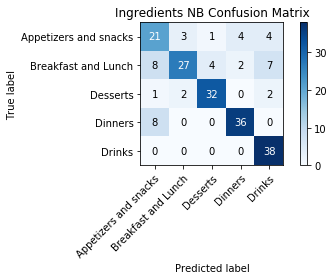 Ingredients NB Confusion Matrix
True label
Appetizers and snacks 21 3 1 4 4
Breakfast and Lunch 8 27 4 2 7
Desserts 1 2 32 0 2
Dinners 8 0 0 36 0
Drinks 0 0 0 0 38
Appetizers and snacks
Breakfast and Lunch
Desserts
Dinners
Drinks
Predicted label
30
20
10
0